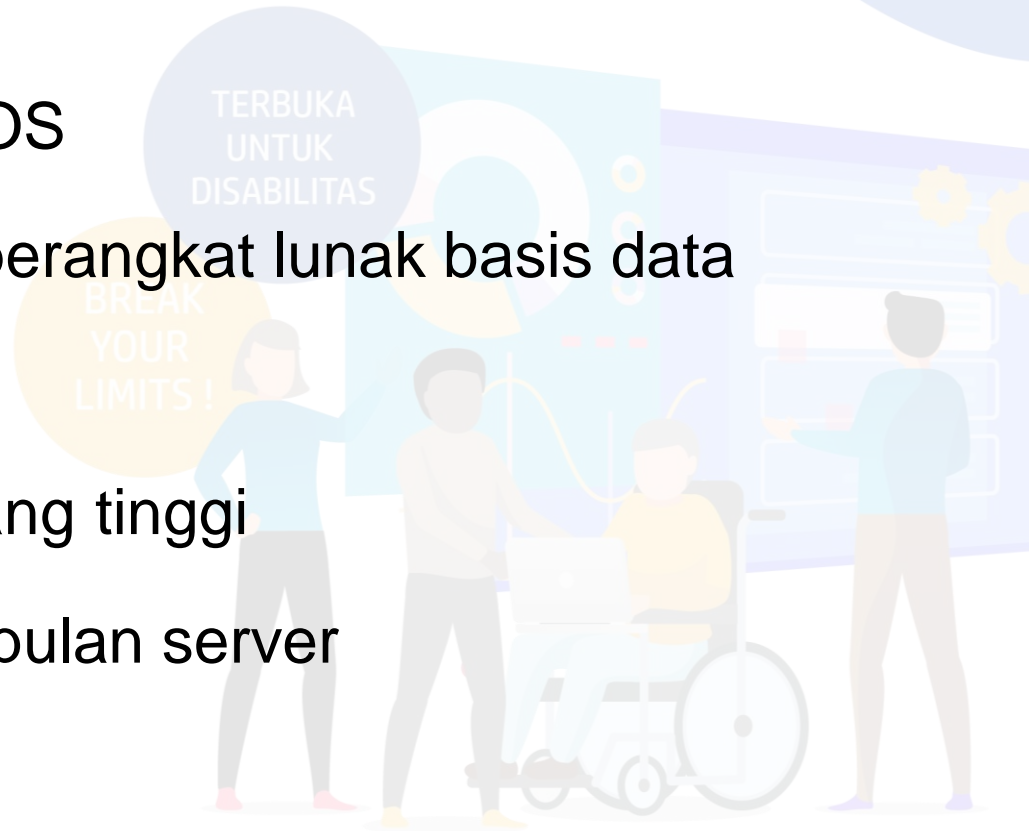 OS
TERBUKA
UNTUK
DISABILITAS
perangkat lunak basis data
BREAK
YOUR
LIMITS !
ang tinggi
pulan server